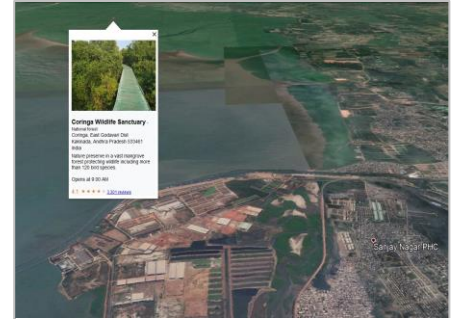 Coringa Wildlife Sanctuary
National forest
Coringa, East Godavari Dist
Kakinada, Andhra Pradesh 533461
India
Nature preserve in a vast mangrove
forest protecting wildlife including more
than 120 bird species.
Opens at 9:00 AM
4.1 ★ ★ ★ ★ reviews
Sanjay Nagar PHC